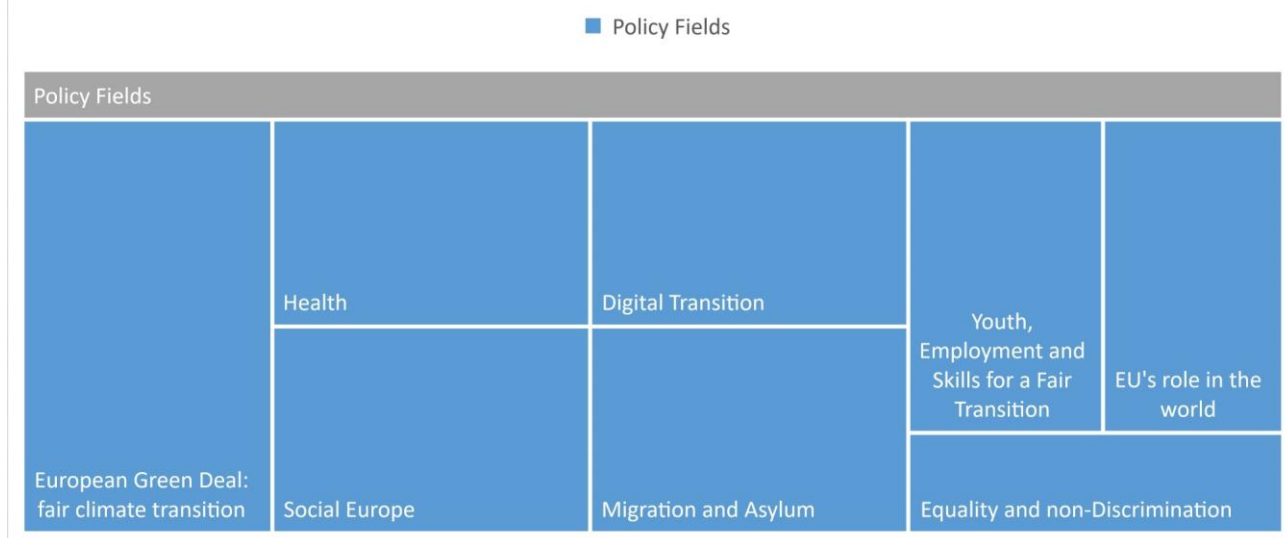 Policy Fields
Policy Fields
Health
Digital Transition
Youth,
Employment and
Skills for a Fair
Transition
EU's role in the
world
European Green Deal:
fair climate transition
Social Europe
Migration and Asylum
Equality and non-Discrimination